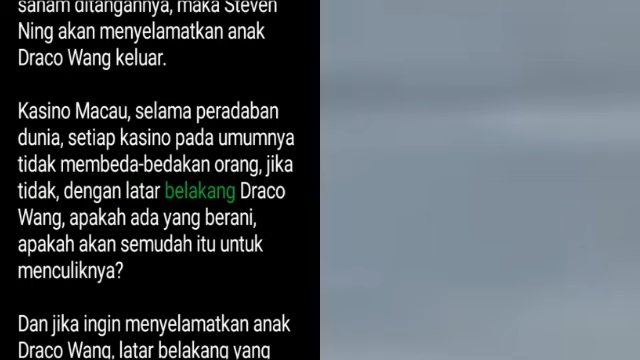 saham ditangannya, maka Steven
Ning akan menyelamatkan anak
Draco Wang keluar.
Kasino Macau, selama peradaban
dunia, setiap kasino pada umumnya
tidak membeda-bedakan orang, jika
tidak, dengan latar belakang Draco
Wang, apakah ada yang berani,
apakah akan semudah itu untuk
menculiknya?
Dan jika ingin menyelamatkan anak
Draco Wang, latar belakang yang